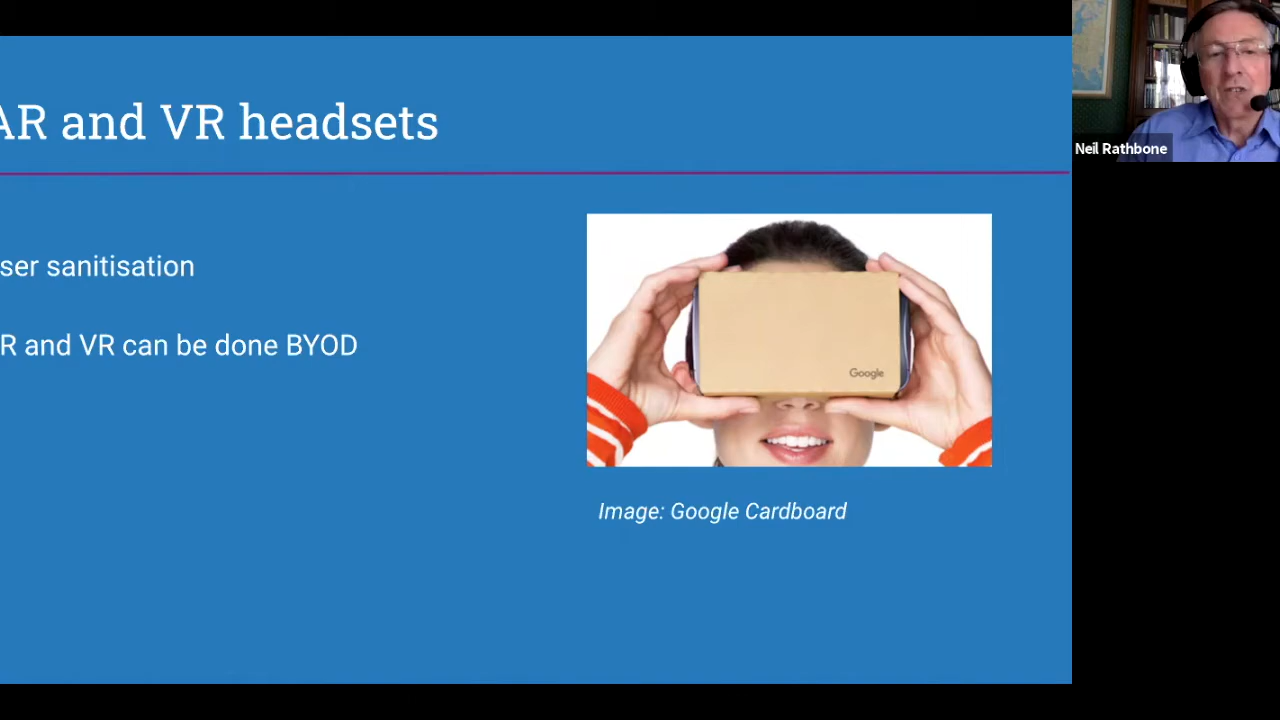 AR and VR headsets
Neil Rathbone
ser sanitisation
R and VR can be done BYOD
Google
Image: Google Cardboard